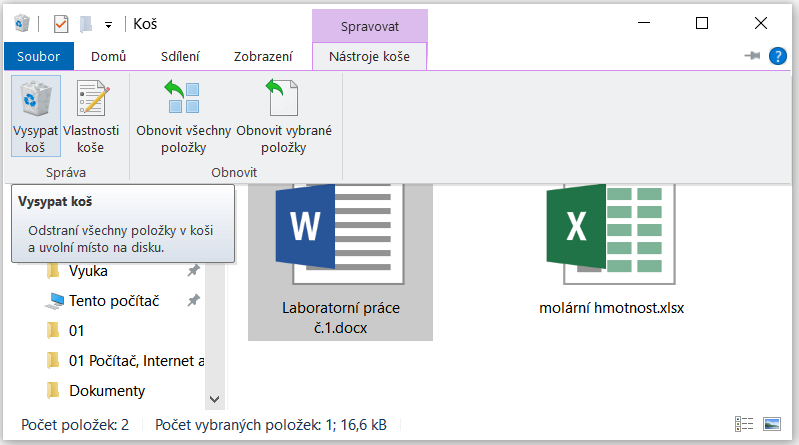 Koš
Spravovat
Soubor
Domů
Sdílení
Zobrazení
Nástroje koše
?
Vysypat
koš
Vlastnosti
koše
Obnovit všechny
položky
Obnovit vybrané
položky
Správa
Obnovit
Vysypat koš
Odstraní všechny položky v koši
a uvolní místo na disku.
W
X
Vyuka
Tento počítač
01
01 Počítač, Internet a
Dokumenty
Laboratorní práce
č.1.docx
molární hmotnost.xlsx
Počet položek: 2
Počet vybraných položek: 1; 16,6 kB